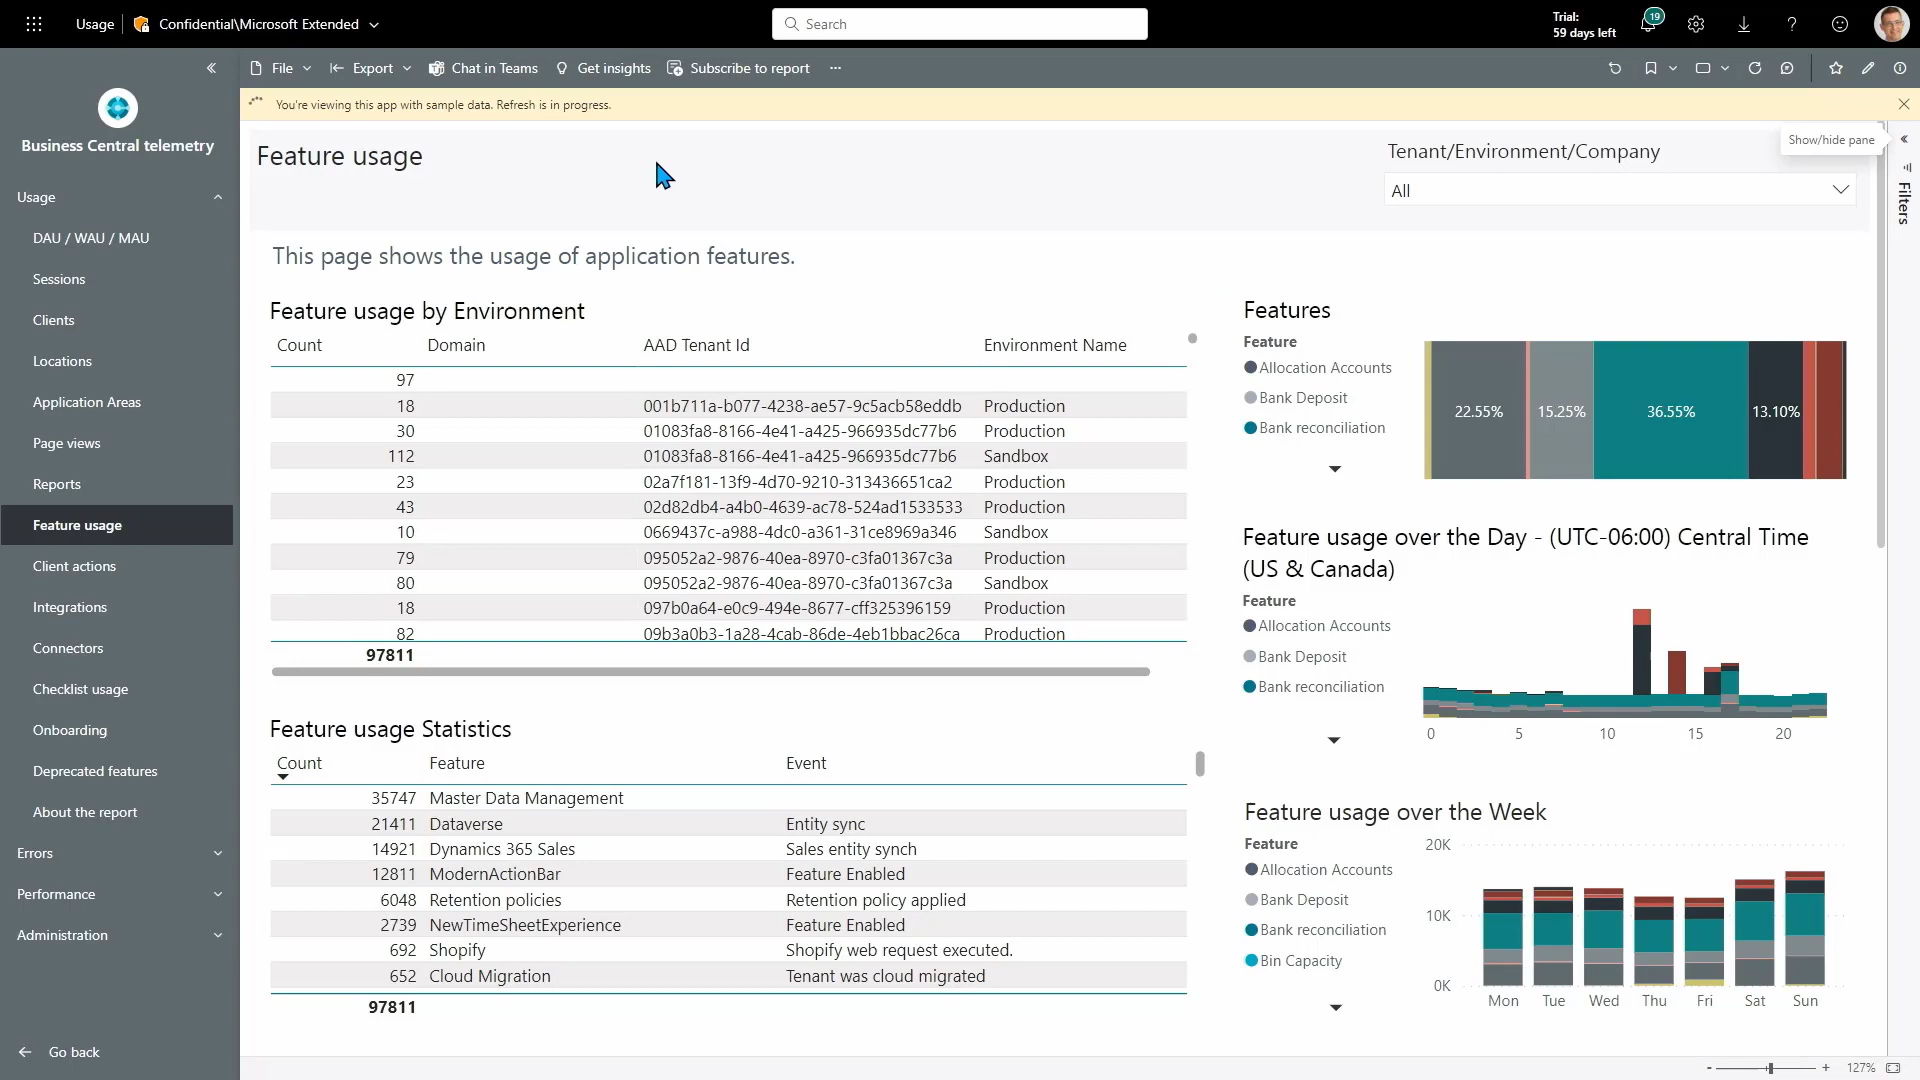 Usage
Confidential\Microsoft Extended
Search
Trial:
59 days left
19
File
Export
Chat in Teams
Get insights
Subscribe to report
You're viewing this app with sample data. Refresh is in progress.
Business Central telemetry
Usage
DAU / WAU / MAU
Sessions
Clients
Locations
Application Areas
Page views
Reports
Feature usage
Client actions
Integrations
Connectors
Checklist usage
Onboarding
Deprecated features
About the report
Errors
Performance
Administration
Go back
Feature usage
Tenant/Environment/Company
All
Show/hide pane
Filters
This page shows the usage of application features.
Feature usage by Environment
Count Domain AAD Tenant Id Environment Name
97
18 001b711a-b077-4238-ae57-9c5acb58eddb Production
30 01083fa8-8166-4e41-a425-966935dc77b6 Production
112 01083fa8-8166-4e41-a425-966935dc77b6 Sandbox
23 02a7f181-13f9-4d70-9210-313436651ca2 Production
43 02d82db4-a4b0-4639-ac78-524ad1533533 Production
10 0669437c-a988-4dc0-a361-31ce8969a346 Sandbox
79 095052a2-9876-40ea-8970-c3fa01367c3a Production
80 095052a2-9876-40ea-8970-c3fa01367c3a Sandbox
18 097b0a64-e0c9-494e-8677-cff325396159 Production
82 09b3a0b3-1a28-4cab-86de-4eb1bbac26ca Production
97811
Feature usage Statistics
Count Feature Event
35747 Master Data Management
21411 Dataverse Entity sync
14921 Dynamics 365 Sales Sales entity synch
12811 ModernActionBar Feature Enabled
6048 Retention policies Retention policy applied
2739 NewTimeSheetExperience Feature Enabled
692 Shopify Shopify web request executed.
652 Cloud Migration Tenant was cloud migrated
97811
Features
Feature
Allocation Accounts
Bank Deposit
Bank reconciliation
22.55% 15.25% 36.55% 13.10%
Feature usage over the Day - (UTC-06:00) Central Time
(US & Canada)
Feature
Allocation Accounts
Bank Deposit
Bank reconciliation
0 5 10 15 20
Feature usage over the Week
Feature
Allocation Accounts
Bank Deposit
Bank reconciliation
Bin Capacity
20K
10K
0K
Mon Tue Wed Thu Fri Sat Sun
127%